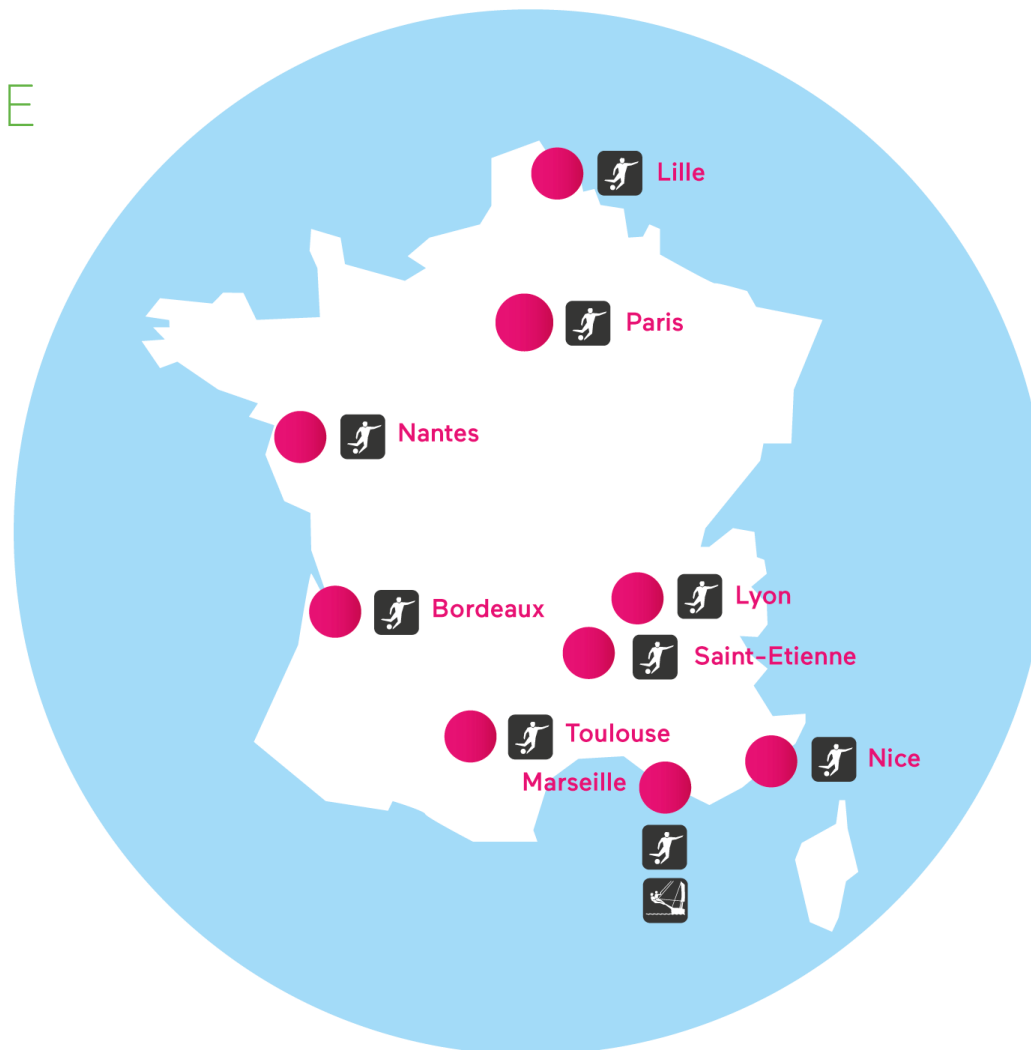 E
Lille
Paris
Nantes
Lyon
Bordeaux
Saint-Etienne
Toulouse
Nice
Marseille